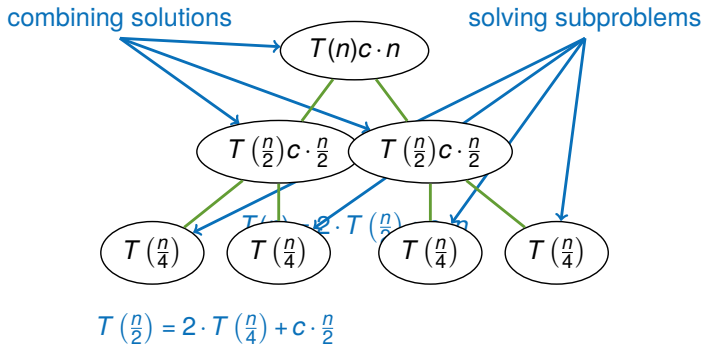 combining solutions
solving subproblems
T(n)c · n
T (n/2)c · n/2
T (n/2)c · n/2
T (n/4)
T (n/4)
T (n/4)
T (n/4)
T (n/2) = 2 · T (n/4) + c · n/2